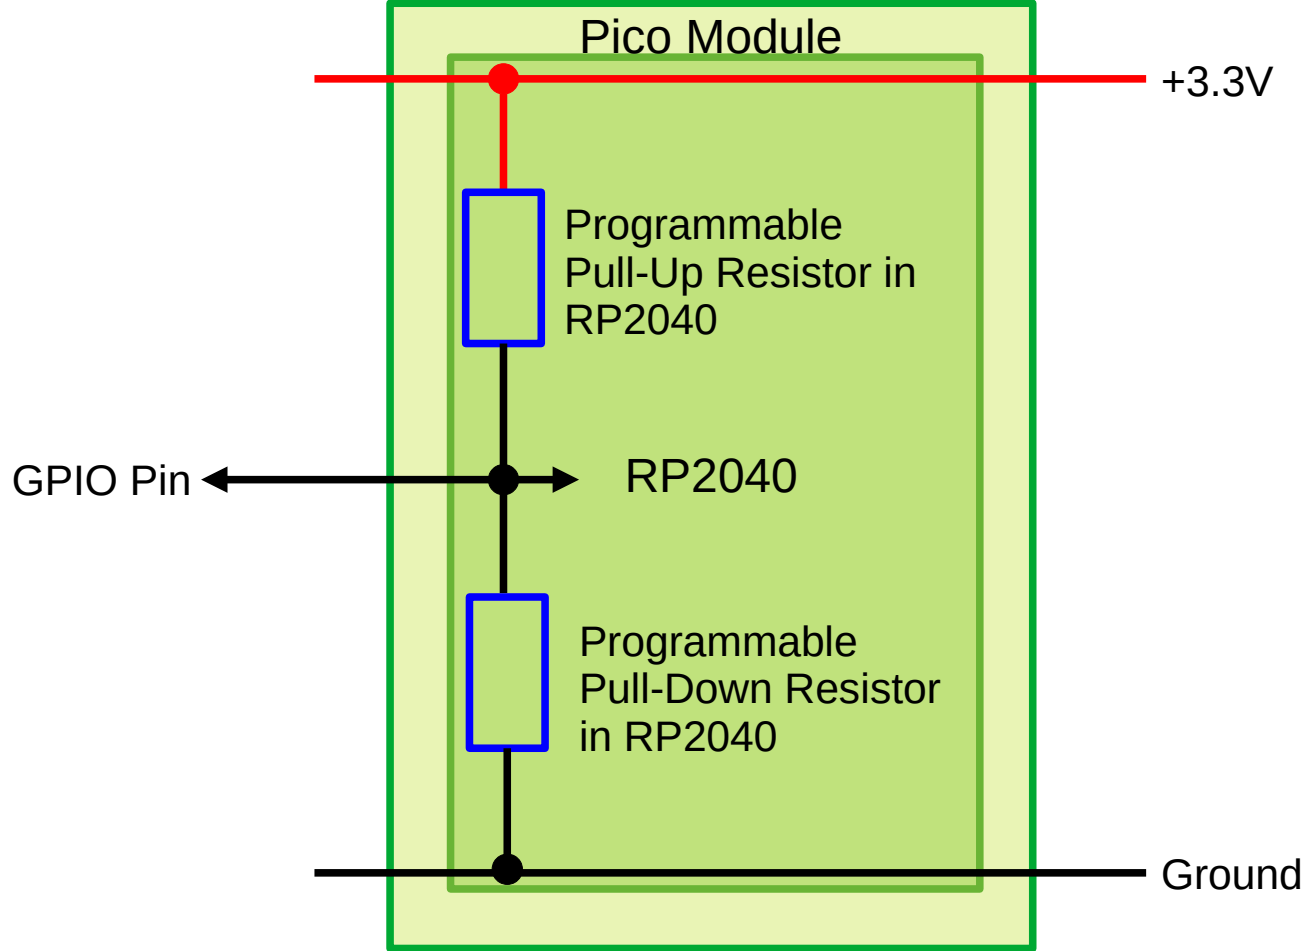 Pico Module
+3.3V
Programmable
Pull-Up Resistor in
RP2040
GPIO Pin
RP2040
Programmable
Pull-Down Resistor
in RP2040
Ground